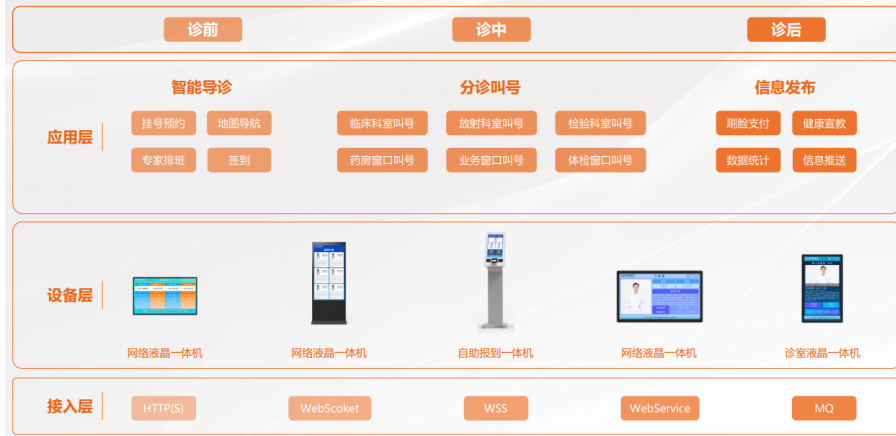 诊前 诊中 诊后
智能导诊 分诊叫号 信息发布
应用层
挂号预约 地图导航 临床科室叫号 放射科室叫号 检验科室叫号 刷脸支付 健康宣教
专家排班 签到 药房窗口叫号 业务窗口叫号 体检窗口叫号 数据统计 信息推送
设备层
网络液晶一体机 网络液晶一体机 自助报到一体机 网络液晶一体机 诊室液晶一体机
接入层 HTTP(S) WebScoket WSS WebService MQ